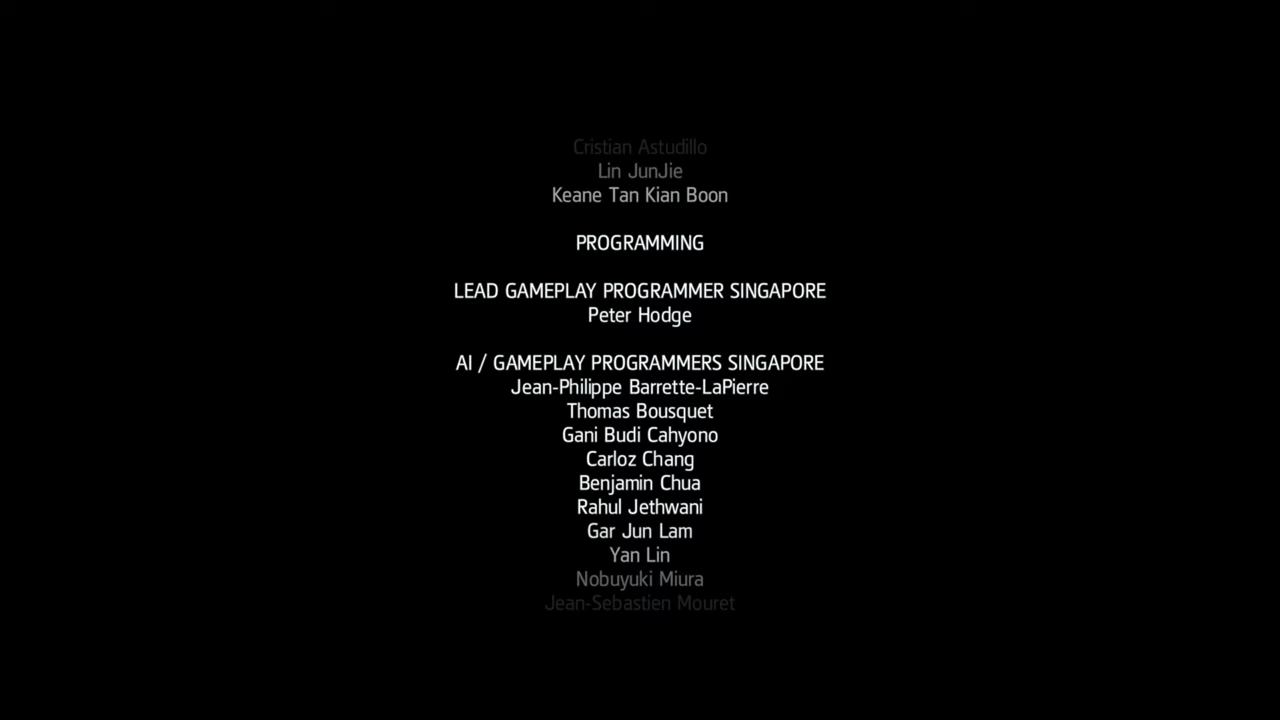 Cristian Astudillo
Lin JunJie
Keane Tan Kian Boon
PROGRAMMING
LEAD GAMEPLAY PROGRAMMER SINGAPORE
Peter Hodge
AI / GAMEPLAY PROGRAMMERS SINGAPORE
Jean-Philippe Barrette-LaPierre
Thomas Bousquet
Gani Budi Cahyono
Carloz Chang
Benjamin Chua
Rahul Jethwani
Gar Jun Lam
Yan Lin
Nobuyuki Miura
Jean-Sebastien Mouret